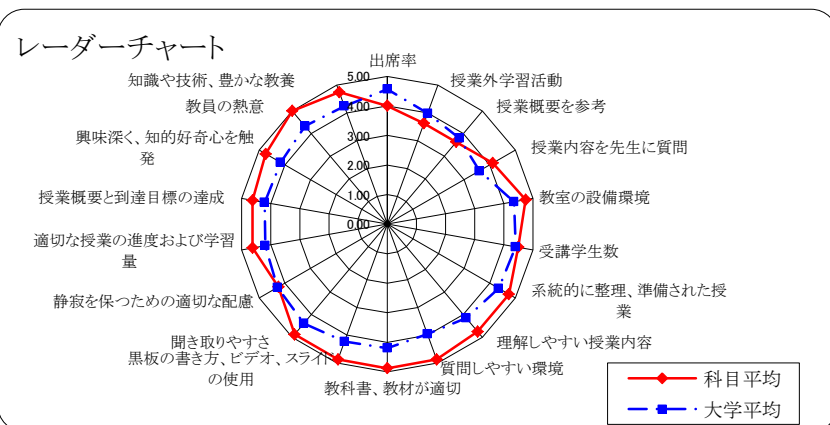 レーダーチャート
出席率
授業外学習活動
授業概要を参考
授業内容を先生に質問
教室の設備環境
受講学生数
系統的に整理、準備された授
業
理解しやすい授業内容
質問しやすい環境
教科書、教材が適切
黒板の書き方、ビデオ、スライド
の使用
聞き取りやすさ
静寂を保つための適切な配慮
適切な授業の進度および学習
量
授業概要と到達目標の達成
興味深く、知的好奇心を触
発
教員の熱意
知識や技術、豊かな教養
5.00
4.00
3.00
2.00
1.00
0.00
科目平均
大学平均